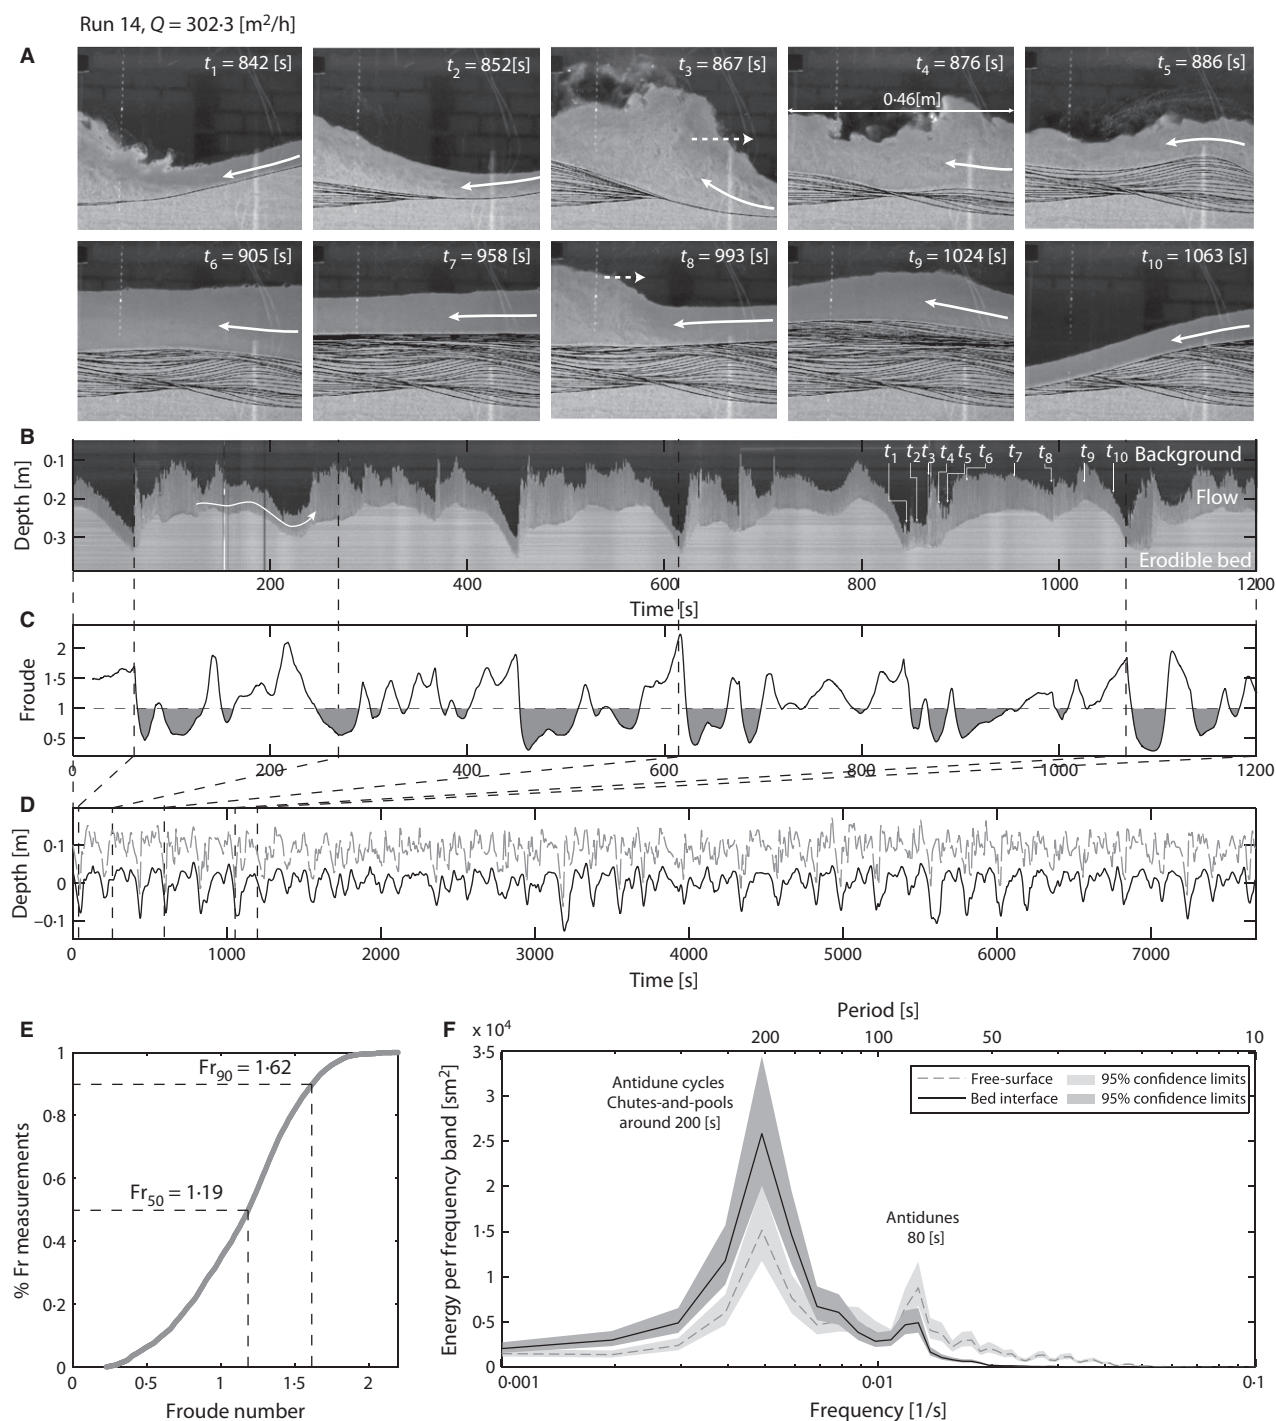 Run 14, Q = 302·3 [m²/h]
A
t₁ = 842 [s]
t₂ = 852[s]
t₃ = 867 [s]
t₄ = 876 [s]
t₅ = 886 [s]
0·46[m]
t₆ = 905 [s]
t₇ = 958 [s]
t₈ = 993 [s]
t₉ = 1024 [s]
t₁₀ = 1063 [s]
B
Depth [m]
0·1
0·2
0·3
t₁ t₂ t₃ t₄ t₅ t₆ t₇ t₈ t₉ t₁₀
Background
Flow
Erodible bed
200 400 600 800 1000 1200
Time [s]
C
Froude
2
1·5
1
0·5
0 200 400 600 800 1000 1200
D
Depth [m]
0·1
0
−0·1
0 1000 2000 3000 4000 5000 6000 7000
Time [s]
E
% Fr measurements
1
0·8
0·6
0·4
0·2
0
Fr₉₀ = 1·62
Fr₅₀ = 1·19
0 0·5 1 1·5 2
Froude number
F
x 10⁴
Period [s]
200 100 50 10
Energy per frequency band [sm²]
3·5
3
2·5
2
1·5
1
0·5
0
Antidune cycles
Chutes-and-pools
around 200 [s]
Antidunes
80 [s]
Free-surface 95% confidence limits
Bed interface 95% confidence limits
0·001 0·01 0·1
Frequency [1/s]